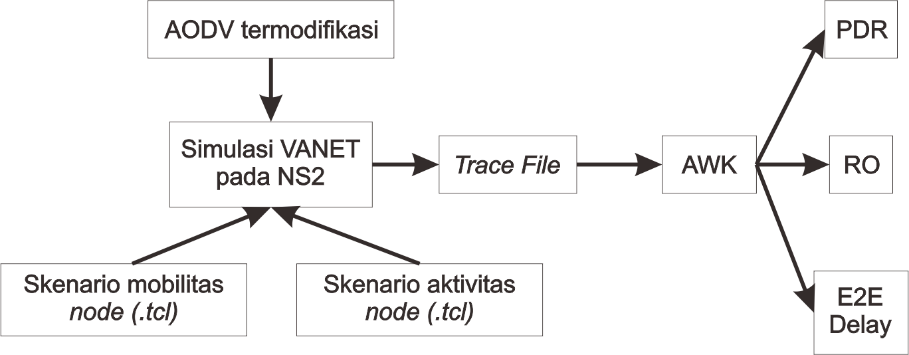 AODV termodifikasi
PDR
Simulasi VANET
pada NS2
Trace File
AWK
RO
Skenario mobilitas
node (.tcl)
Skenario aktivitas
node (.tcl)
E2E
Delay